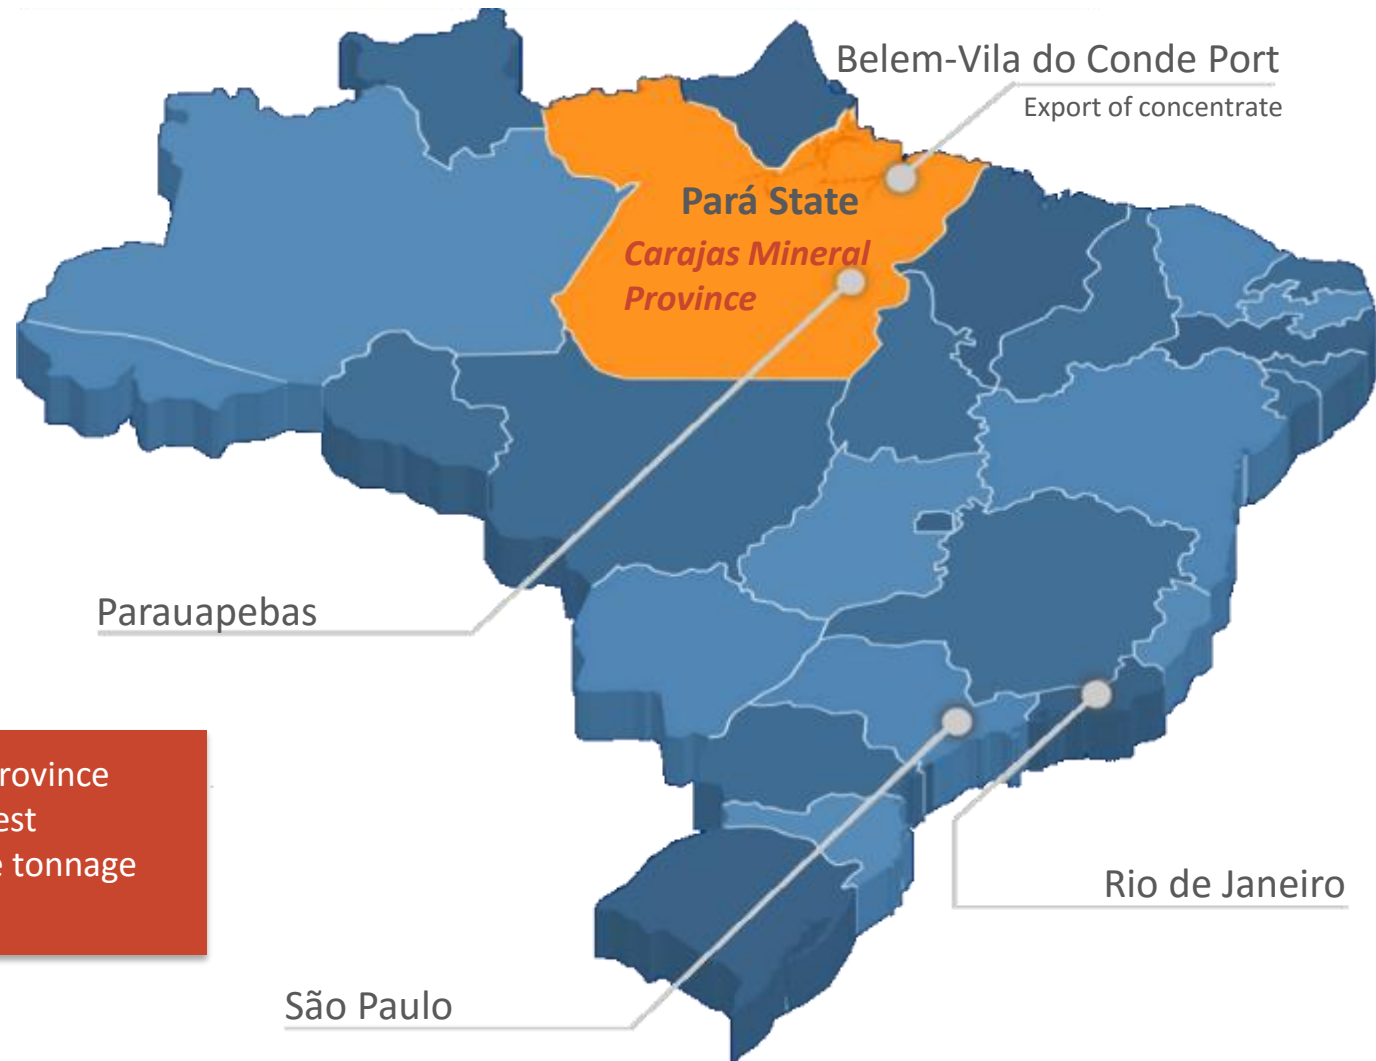 Belem-Vila do Conde Port
Export of concentrate
Pará State
Carajas Mineral
Province
Parauapebas
rovince
est
tonnage
Rio de Janeiro
São Paulo